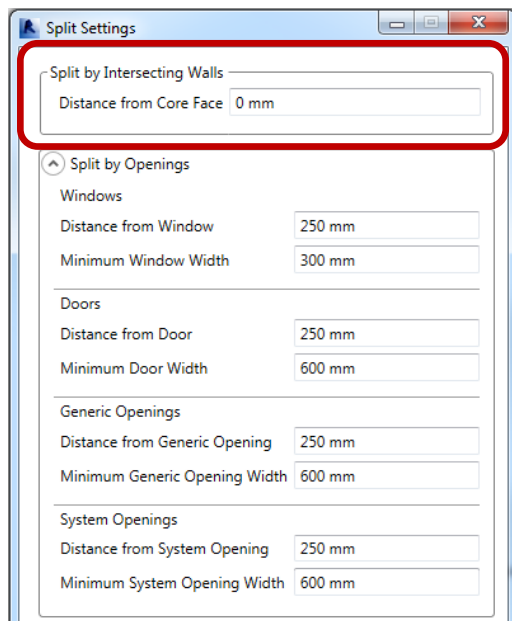 Split Settings
Split by Intersecting Walls
Distance from Core Face 0 mm
Split by Openings
Windows
Distance from Window 250 mm
Minimum Window Width 300 mm
Doors
Distance from Door 250 mm
Minimum Door Width 600 mm
Generic Openings
Distance from Generic Opening 250 mm
Minimum Generic Opening Width 600 mm
System Openings
Distance from System Opening 250 mm
Minimum System Opening Width 600 mm